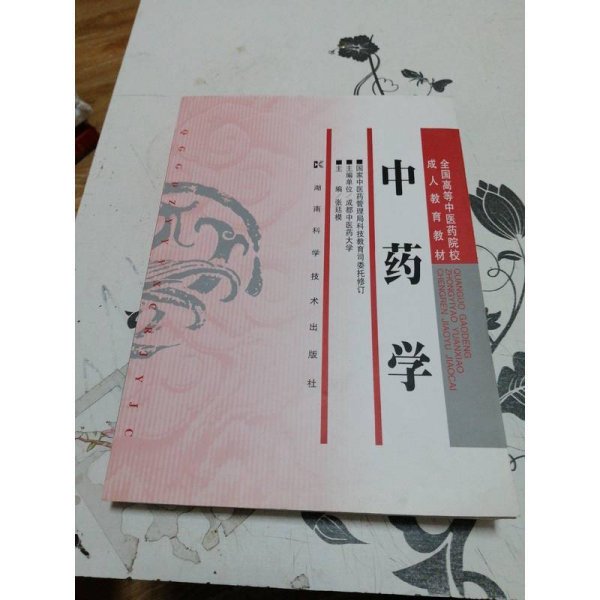 全国高等中医药院校
成人教育教材
QUANGUO GAODENG
ZHONGYIYAO YUANXIAO
CHENGREN JIAOYU JIAOCAI
中药学
■国家中医药管理局科技教育司委托修订
■主编单位/成都中医药大学
■主 编/张廷模
湖南科学技术出版社